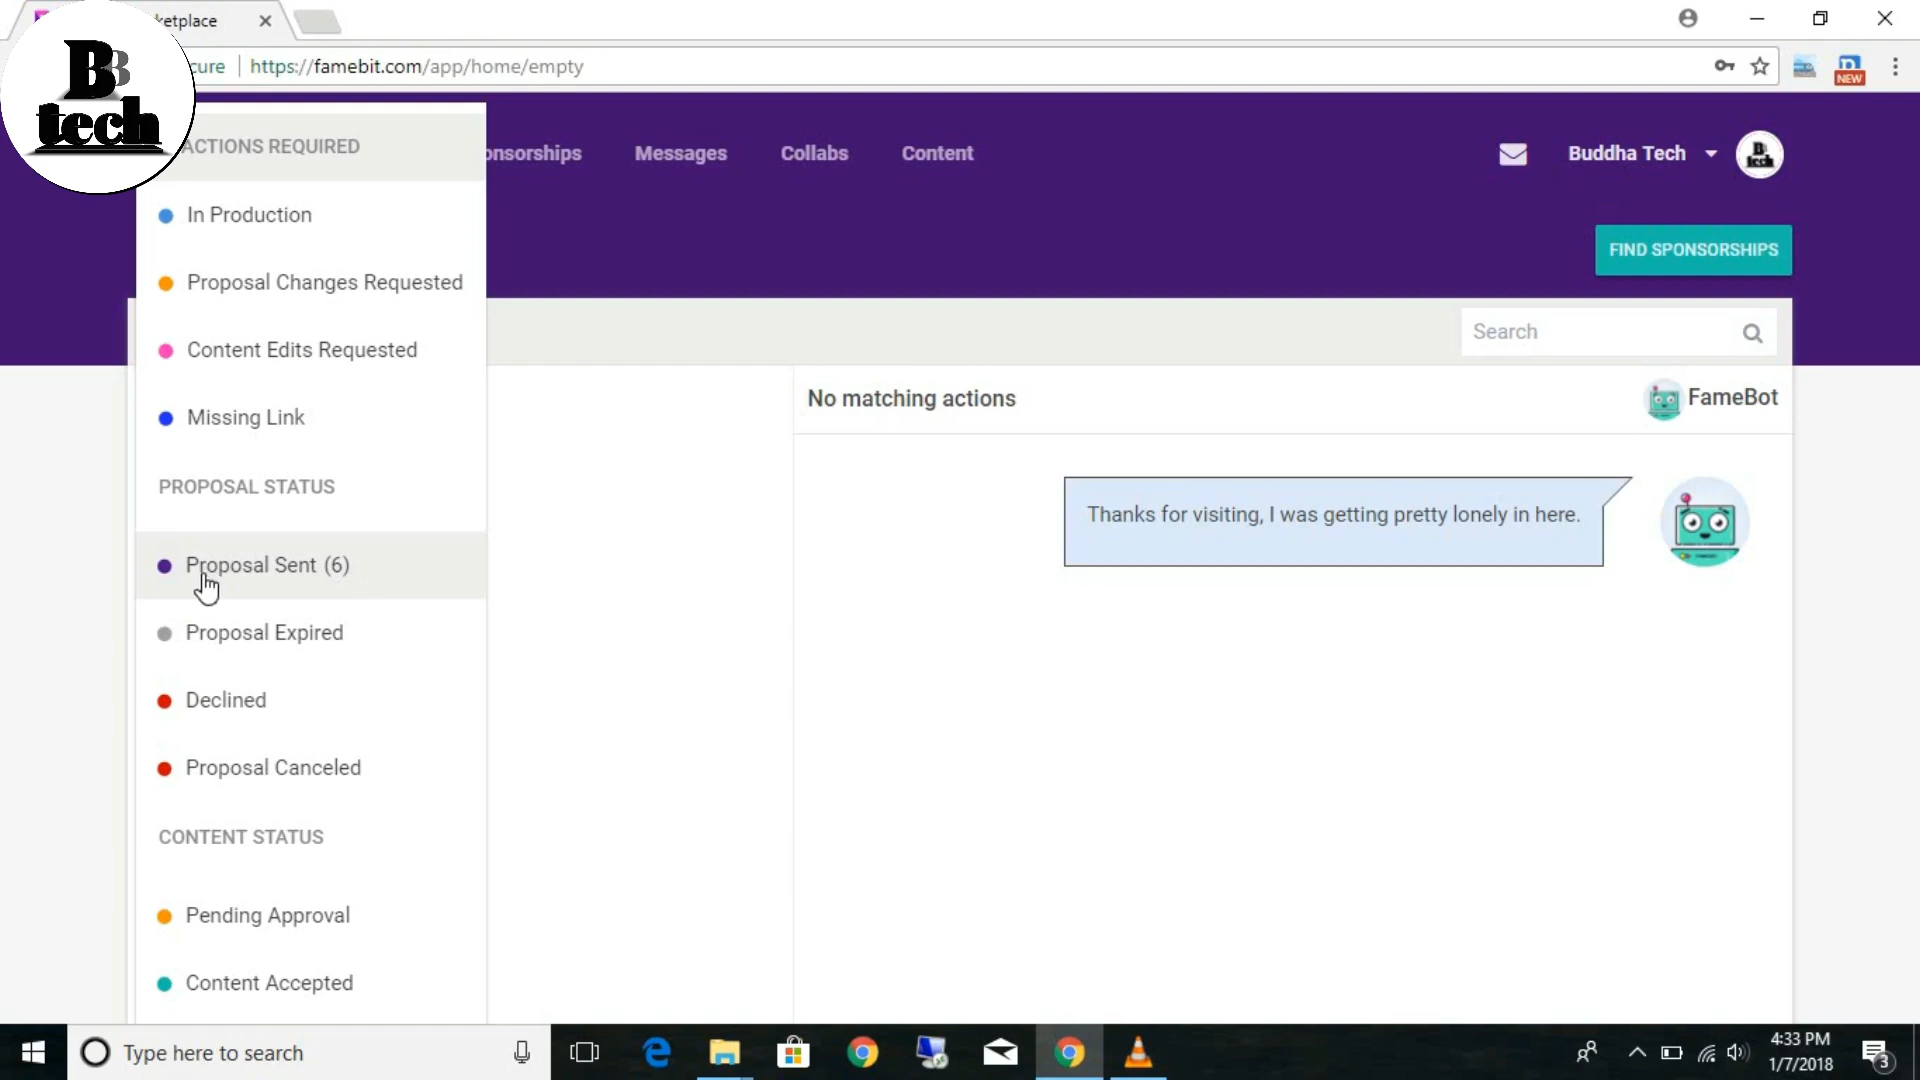 ketplace
cure
https://famebit.com/app/home/empty
NEW
B B
tech
ACTIONS REQUIRED
onsorships
Messages
Collabs
Content
Buddha Tech
B
tech
In Production
FIND SPONSORSHIPS
Proposal Changes Requested
Search
Content Edits Requested
No matching actions
FameBot
Missing Link
PROPOSAL STATUS
Thanks for visiting, I was getting pretty lonely in here.
Proposal Sent (6)
Proposal Expired
Declined
Proposal Canceled
CONTENT STATUS
Pending Approval
Content Accepted
Type here to search
4:33 PM
1/7/2018
3